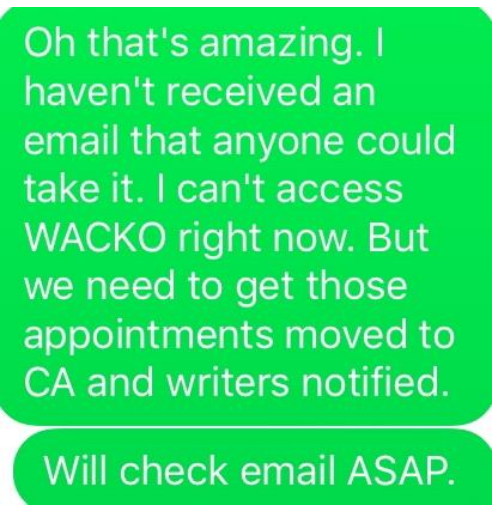 Oh that's amazing. I
haven't received an
email that anyone could
take it. I can't access
WACKO right now. But
we need to get those
appointments moved to
CA and writers notified.
Will check email ASAP.